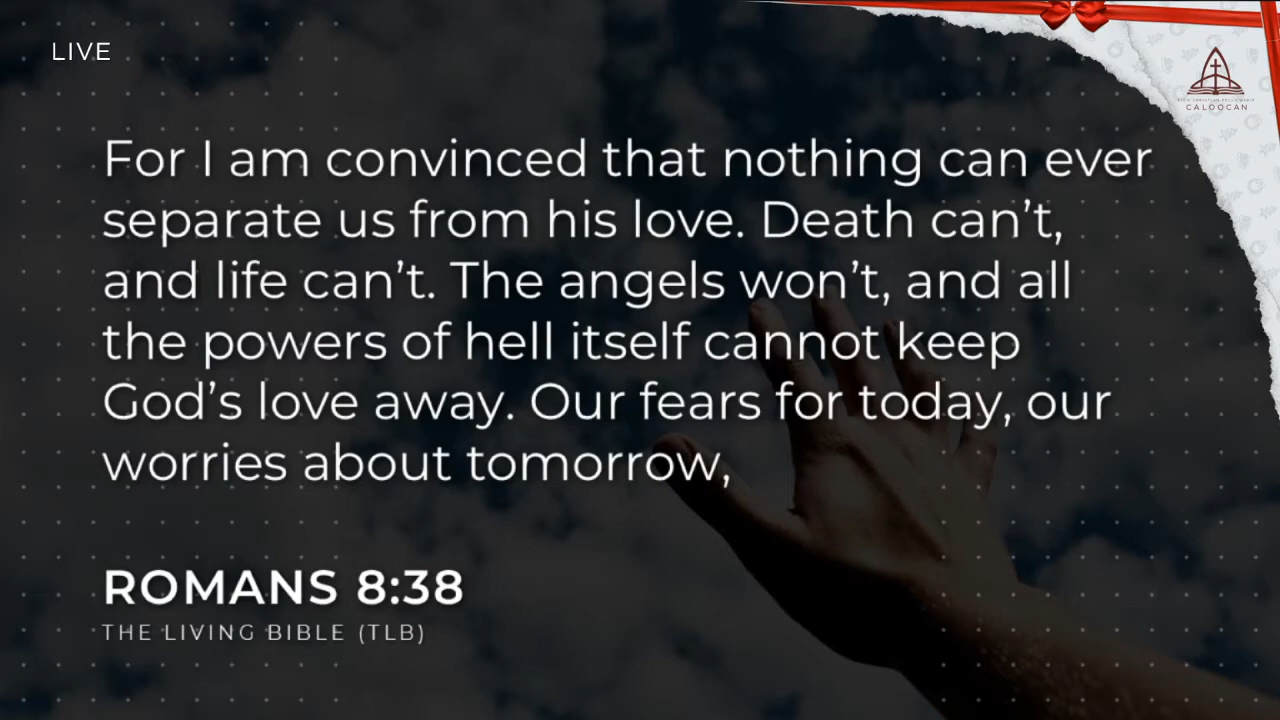 LIVE
CALOOCAN
For I am convinced that nothing can ever
separate us from his love. Death can’t,
and life can’t. The angels won’t, and all
the powers of hell itself cannot keep
God’s love away. Our fears for today, our
worries about tomorrow,
ROMANS 8:38
THE LIVING BIBLE (TLB)